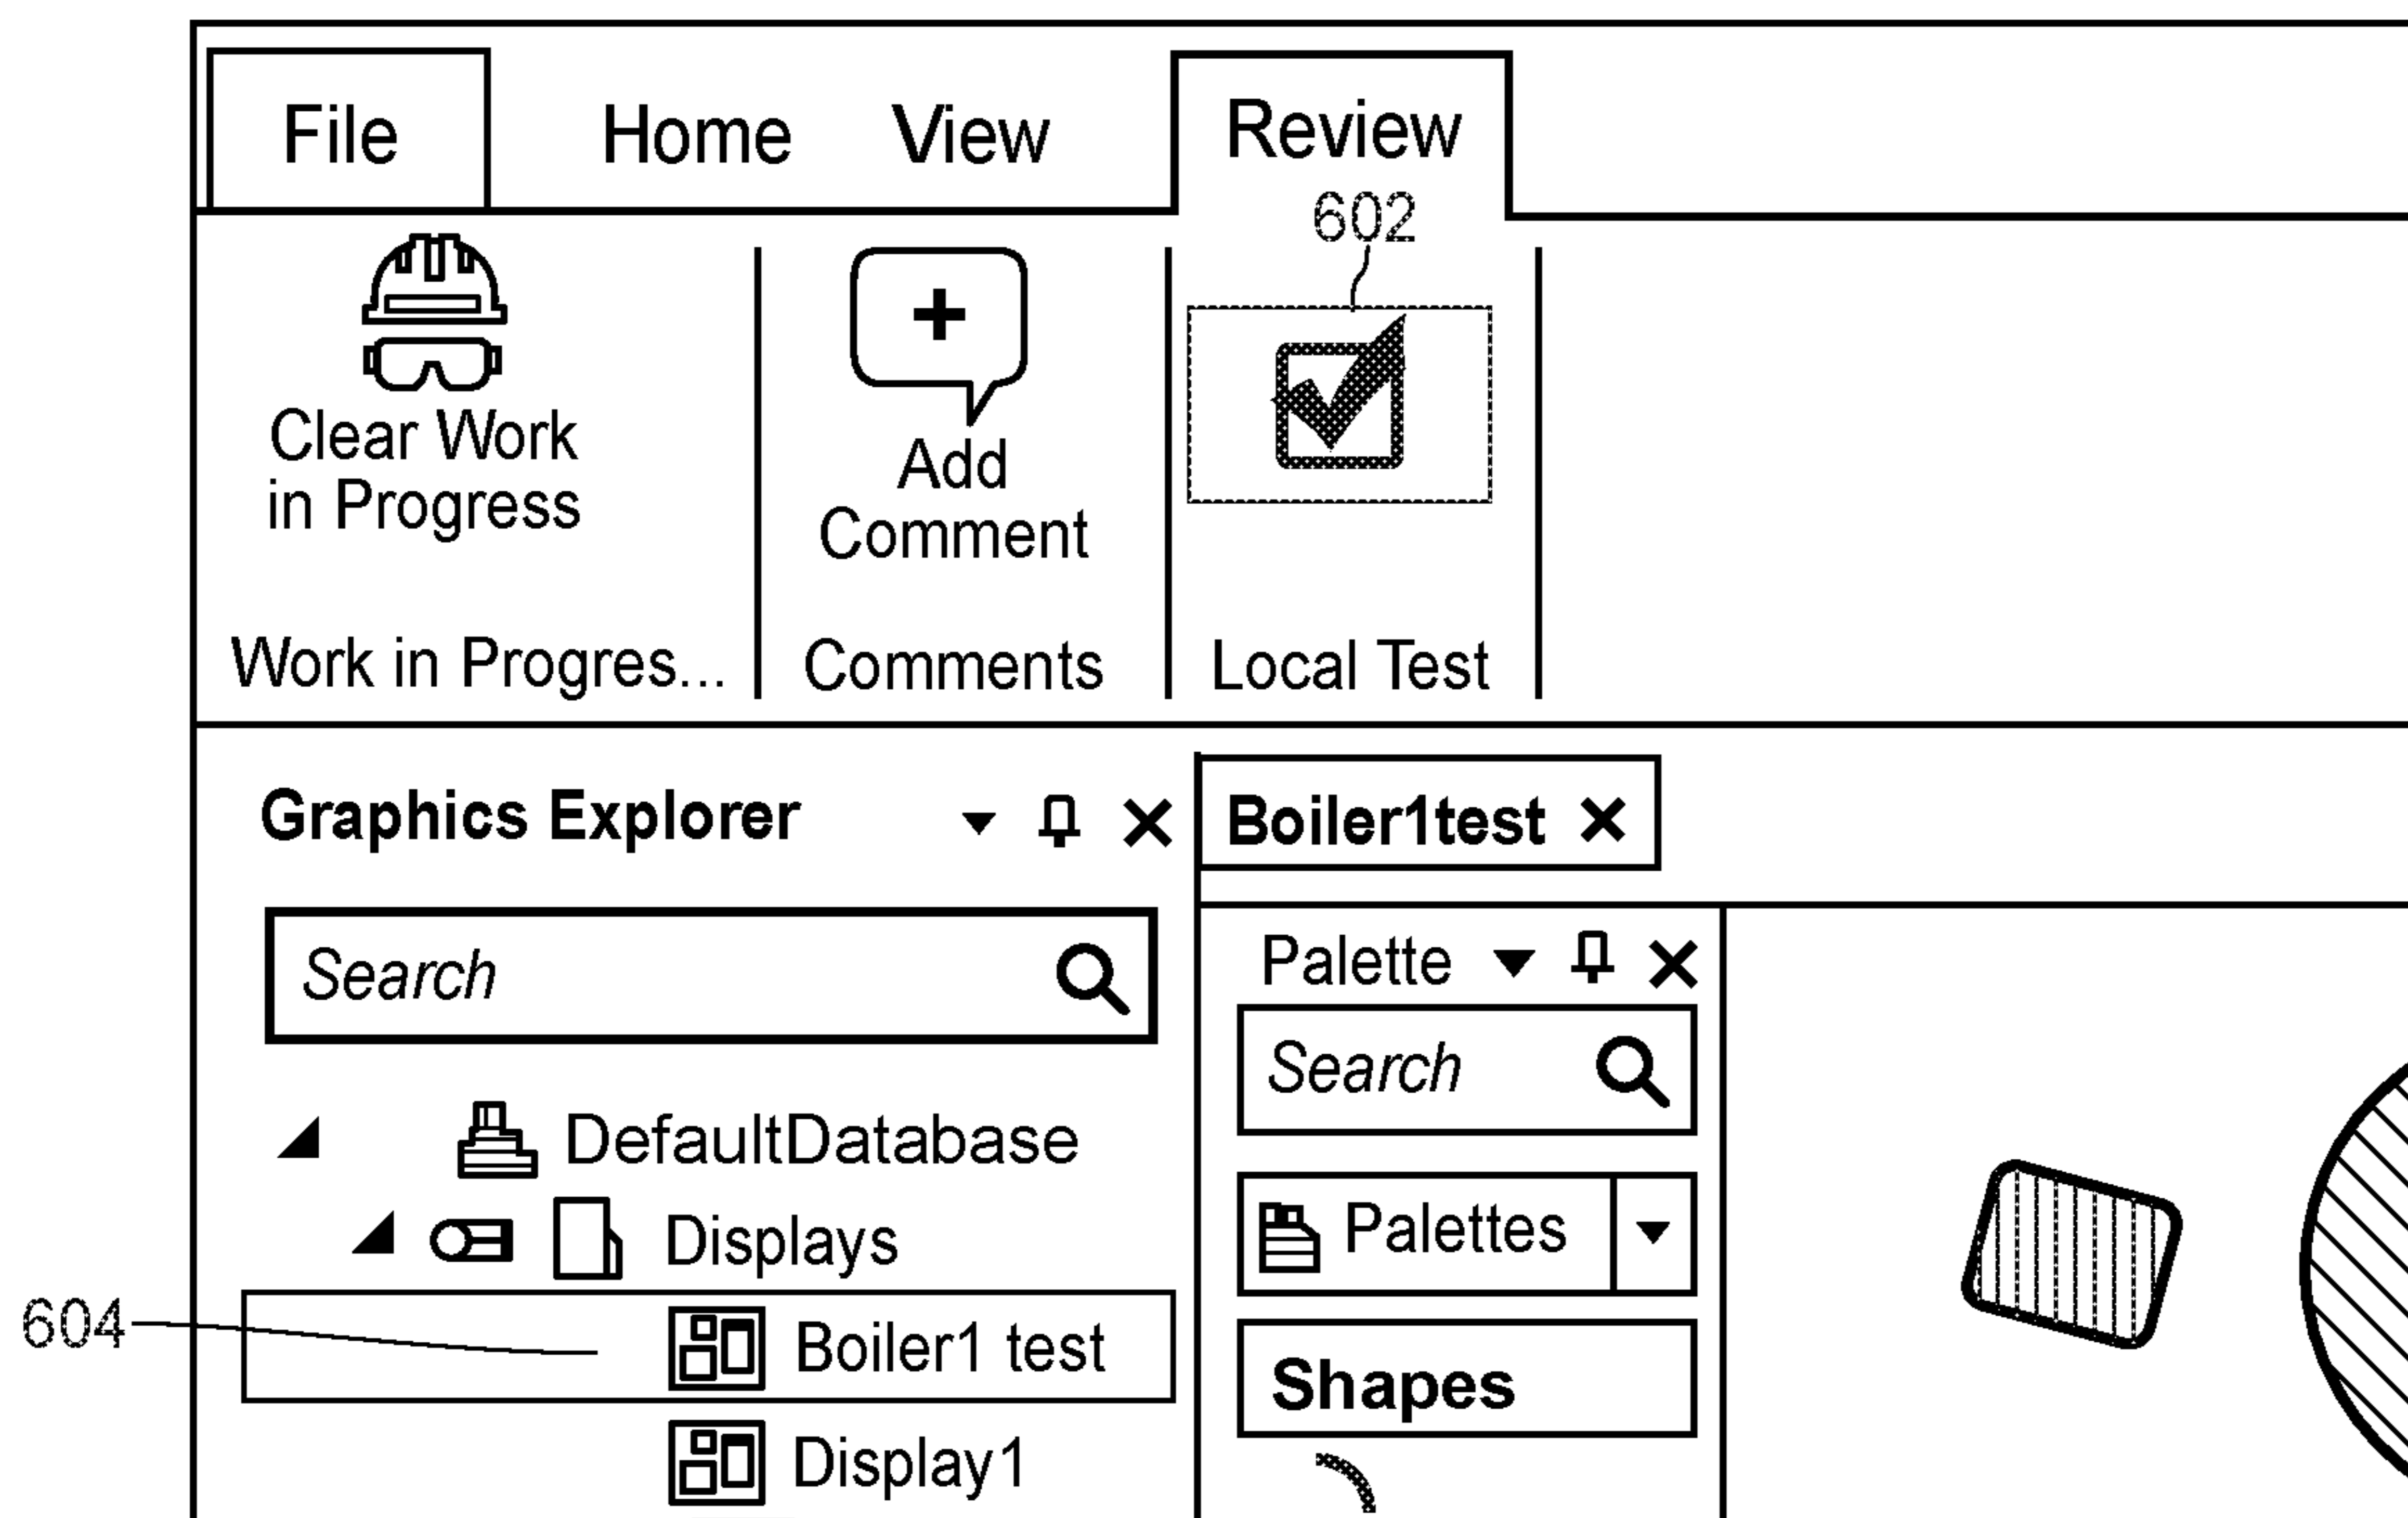 File Home View Review
602
Clear Work
in Progress
Add
Comment
Work in Progres... Comments Local Test
Graphics Explorer
Boiler1test
Search
Palette
Search
DefaultDatabase
Palettes
Displays
604
Boiler1 test
Shapes
Display1